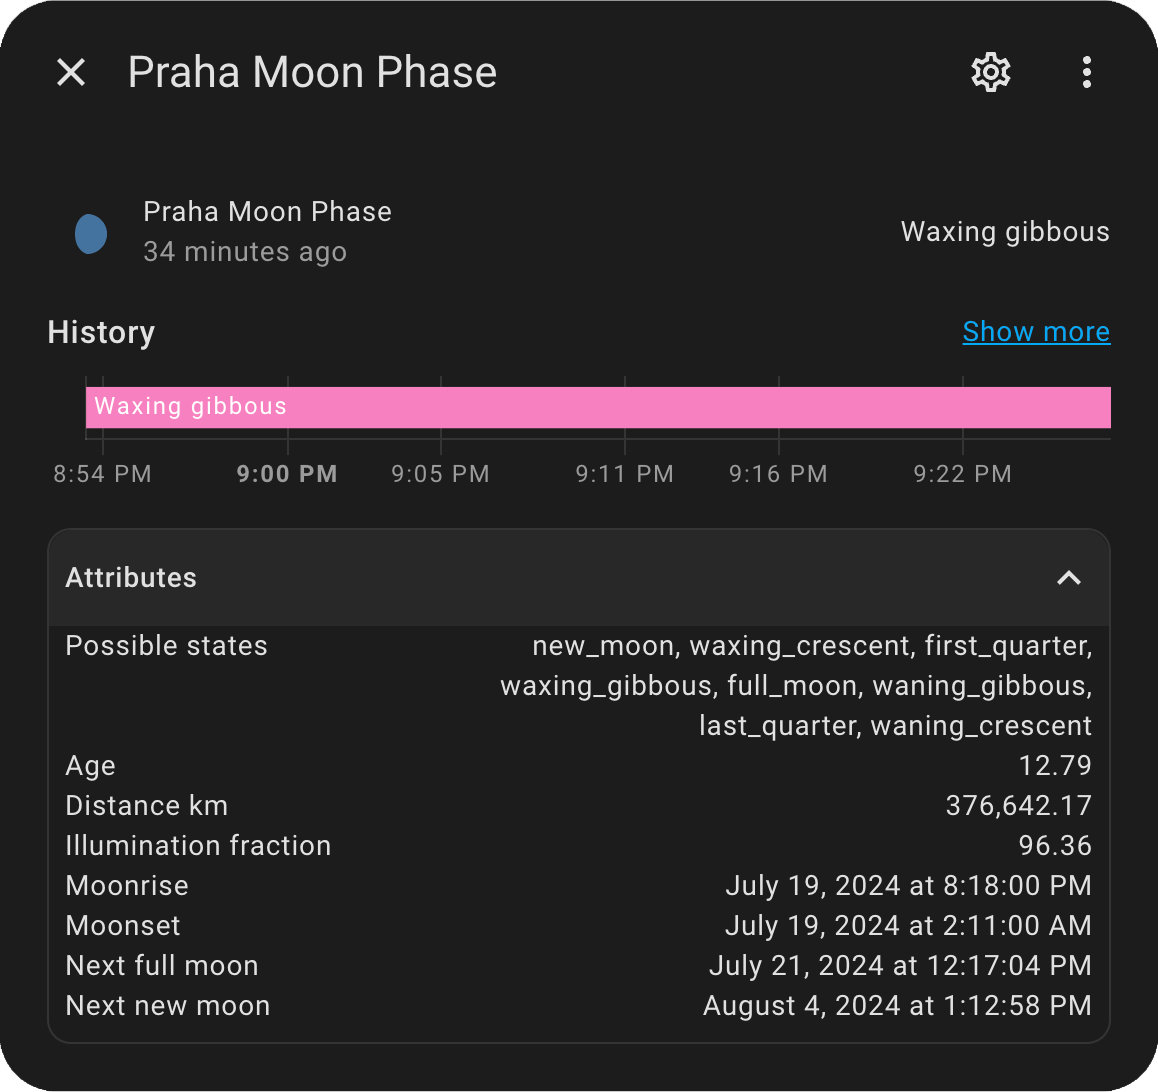 Praha Moon Phase
Praha Moon Phase
34 minutes ago
Waxing gibbous
History
Show more
Waxing gibbous
8:54 PM 9:00 PM 9:05 PM 9:11 PM 9:16 PM 9:22 PM
Attributes
Possible states new_moon, waxing_crescent, first_quarter,
waxing_gibbous, full_moon, waning_gibbous,
last_quarter, waning_crescent
Age 12.79
Distance km 376,642.17
Illumination fraction 96.36
Moonrise July 19, 2024 at 8:18:00 PM
Moonset July 19, 2024 at 2:11:00 AM
Next full moon July 21, 2024 at 12:17:04 PM
Next new moon August 4, 2024 at 1:12:58 PM